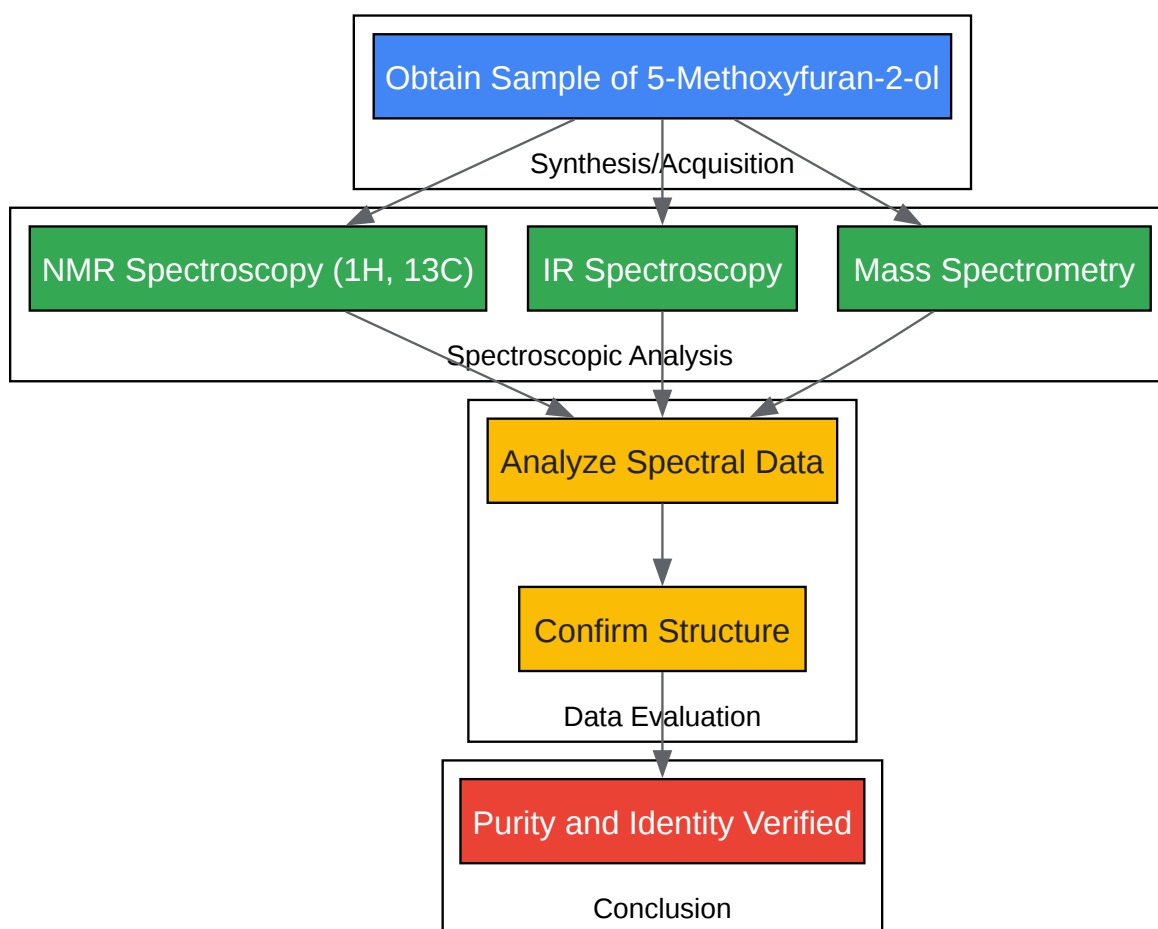 Obtain Sample of 5-Methoxyfuran-2-ol
Synthesis/Acquisition
NMR Spectroscopy (1H, 13C)
IR Spectroscopy
Mass Spectrometry
Spectroscopic Analysis
Analyze Spectral Data
Confirm Structure
Data Evaluation
Purity and Identity Verified
Conclusion